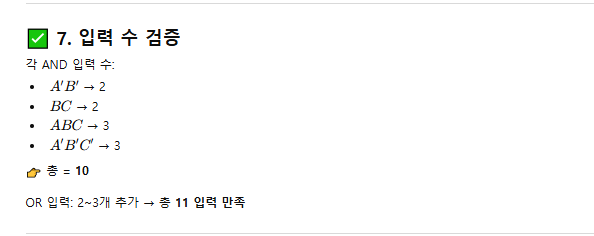 ✅ 7. 입력 수 검증
각 AND 입력 수:
• A′B′ → 2
• BC → 2
• ABC → 3
• A′B′C′ → 3
👉 총 = 10
OR 입력: 2~3개 추가 → 총 11 입력 만족